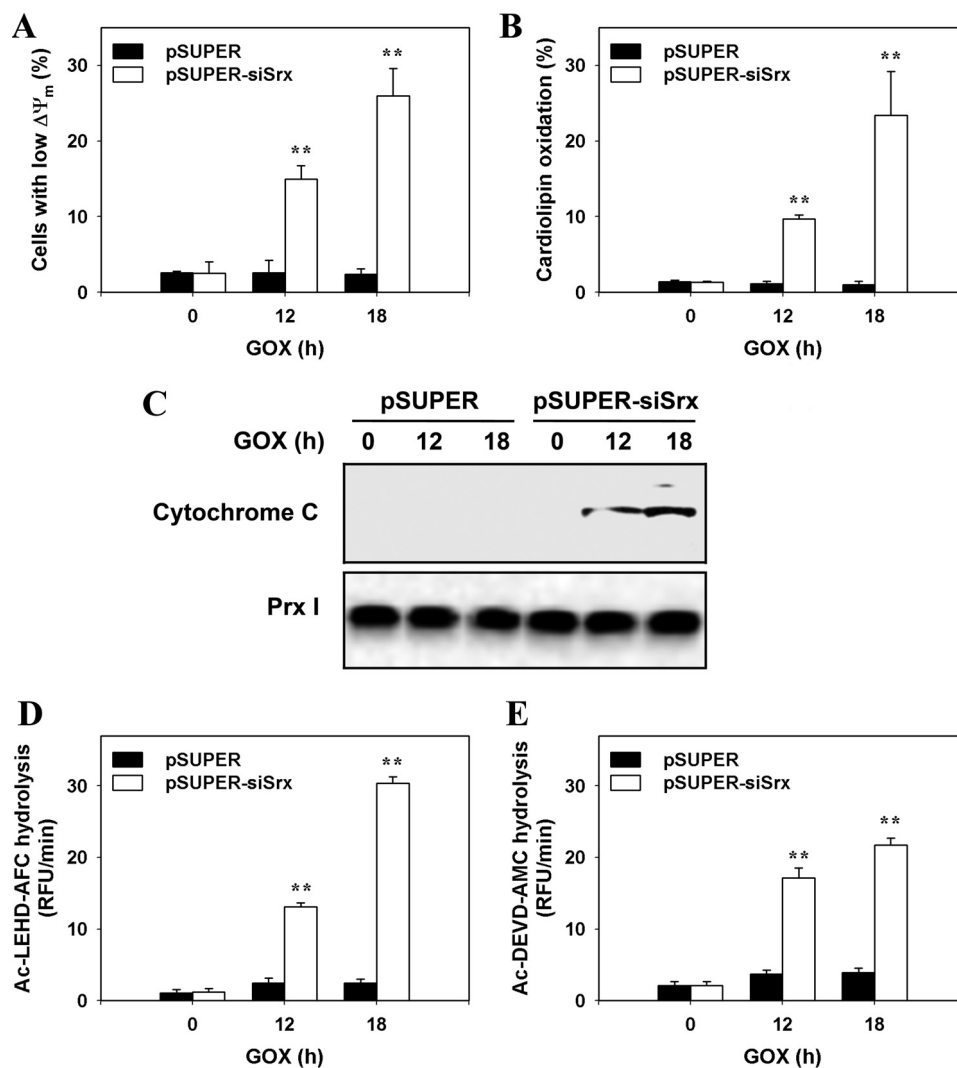 A
pSUPER
pSUPER-siSrx
Cells with low ΔΨm (%)
30
20
10
0
**
**
0 12 18
GOX (h)
B
pSUPER
pSUPER-siSrx
Cardiolipin oxidation (%)
30
20
10
0
**
**
0 12 18
GOX (h)
C
pSUPER pSUPER-siSrx
GOX (h) 0 12 18 0 12 18
Cytochrome C
Prx I
D
pSUPER
pSUPER-siSrx
Ac-LEHD-AFC hydrolysis
(RFU/min)
30
20
10
0
**
**
0 12 18
GOX (h)
E
pSUPER
pSUPER-siSrx
Ac-DEVD-AMC hydrolysis
(RFU/min)
30
20
10
0
**
**
0 12 18
GOX (h)